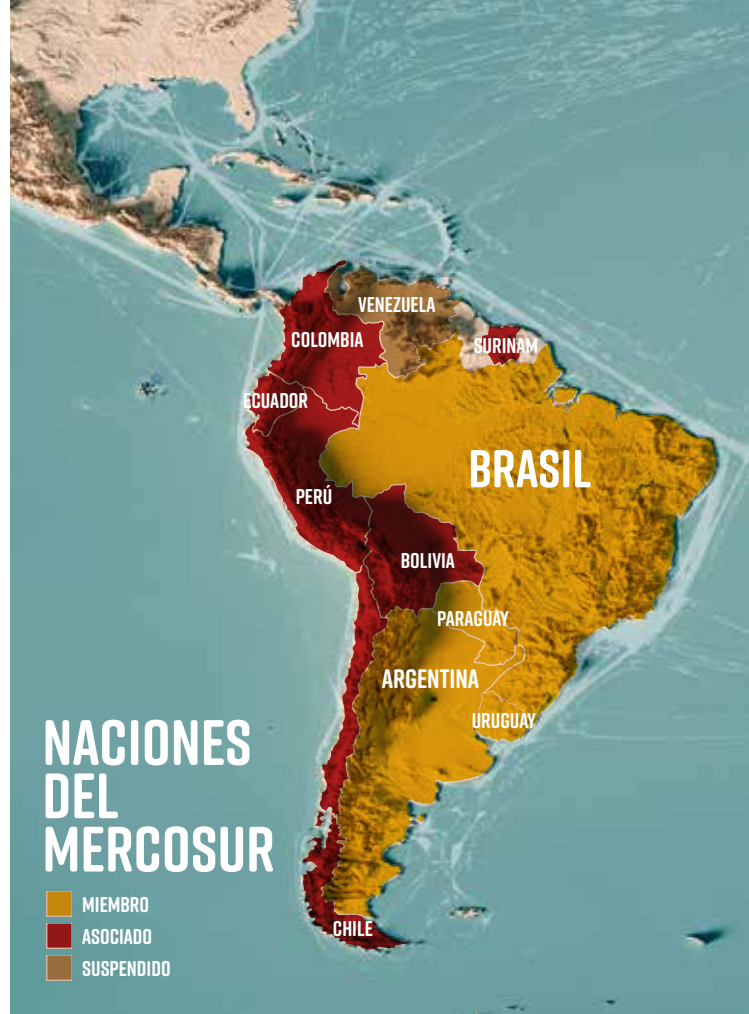 VENEZUELA
COLOMBIA
SURINAM
ECUADOR
BRASIL
PERÚ
BOLIVIA
PARAGUAY
ARGENTINA
URUGUAY
NACIONES
DEL
MERCOSUR
MIEMBRO
ASOCIADO
SUSPENDIDO
CHILE